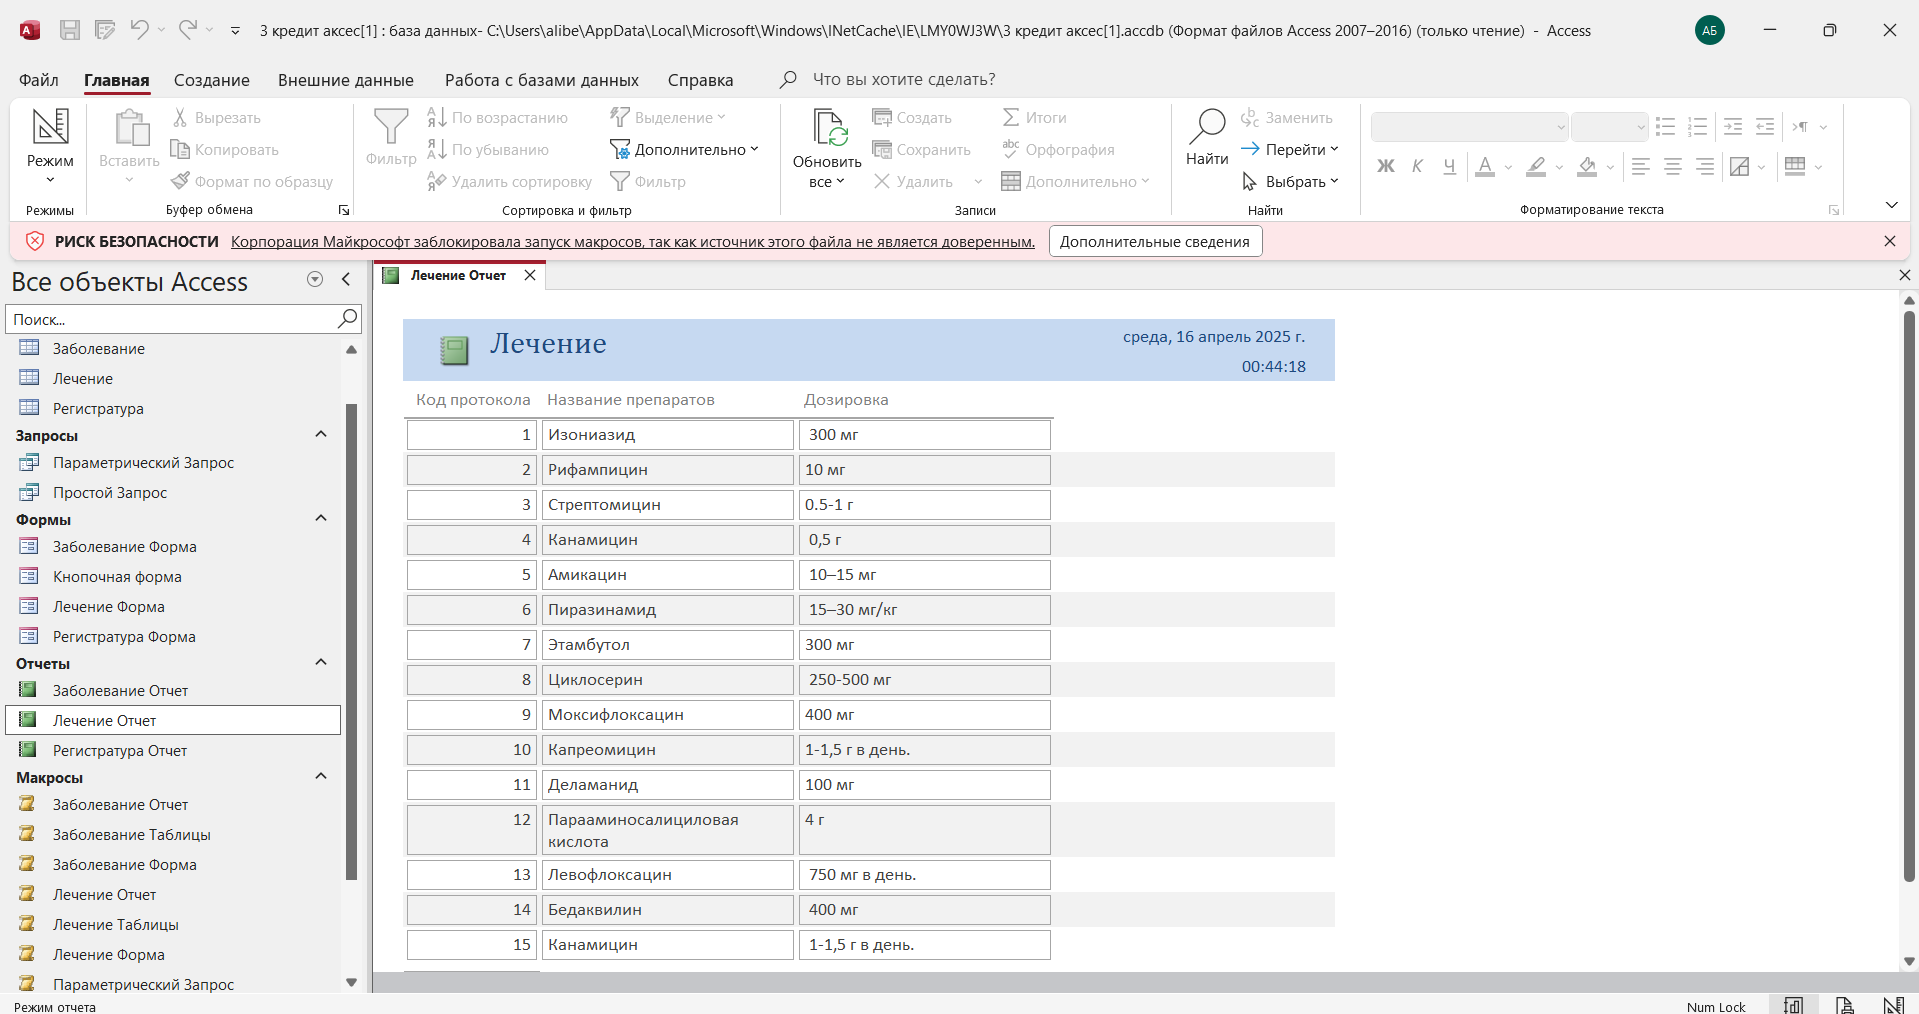 3 кредит аксес[1] : база данных- C:\Users\alibe\AppData\Local\Microsoft\Windows\INetCache\IE\LMY0WJ3W\3 кредит аксес[1].accdb (Формат файлов Access 2007–2016) (только чтение) - Access
АБ
Файл Главная Создание Внешние данные Работа с базами данных Справка Что вы хотите сделать?
Режим
Режимы
Вставить
Вырезать
Копировать
Формат по образцу
Буфер обмена
Фильтр
По возрастанию
По убыванию
Удалить сортировку
Выделение
Дополнительно
Фильтр
Сортировка и фильтр
Обновить
все
Создать
Сохранить
Удалить
Итоги
Орфография
Дополнительно
Записи
Найти
Заменить
Перейти
Выбрать
Найти
Ж К Ч
Форматирование текста
РИСК БЕЗОПАСНОСТИ Корпорация Майкрософт заблокировала запуск макросов, так как источник этого файла не является доверенным. Дополнительные сведения
Все объекты Access
Поиск...
Заболевание
Лечение
Регистратура
Запросы
Параметрический Запрос
Простой Запрос
Формы
Заболевание Форма
Кнопочная форма
Лечение Форма
Регистратура Форма
Отчеты
Заболевание Отчет
Лечение Отчет
Регистратура Отчет
Макросы
Заболевание Отчет
Заболевание Таблицы
Заболевание Форма
Лечение Отчет
Лечение Таблицы
Лечение Форма
Параметрический Запрос
Лечение Отчет
Лечение
среда, 16 апрель 2025 г.
00:44:18
Код протокола Название препаратов Дозировка
1 Изониазид 300 мг
2 Рифампицин 10 мг
3 Стрептомицин 0.5-1 г
4 Канамицин 0,5 г
5 Амикацин 10–15 мг
6 Пиразинамид 15–30 мг/кг
7 Этамбутол 300 мг
8 Циклосерин 250-500 мг
9 Моксифлоксацин 400 мг
10 Капреомицин 1-1,5 г в день.
11 Деламанид 100 мг
12 Парааминосалициловая 4 г
кислота
13 Левофлоксацин 750 мг в день.
14 Бедаквилин 400 мг
15 Канамицин 1-1,5 г в день.
Режим отчета
Num Lock